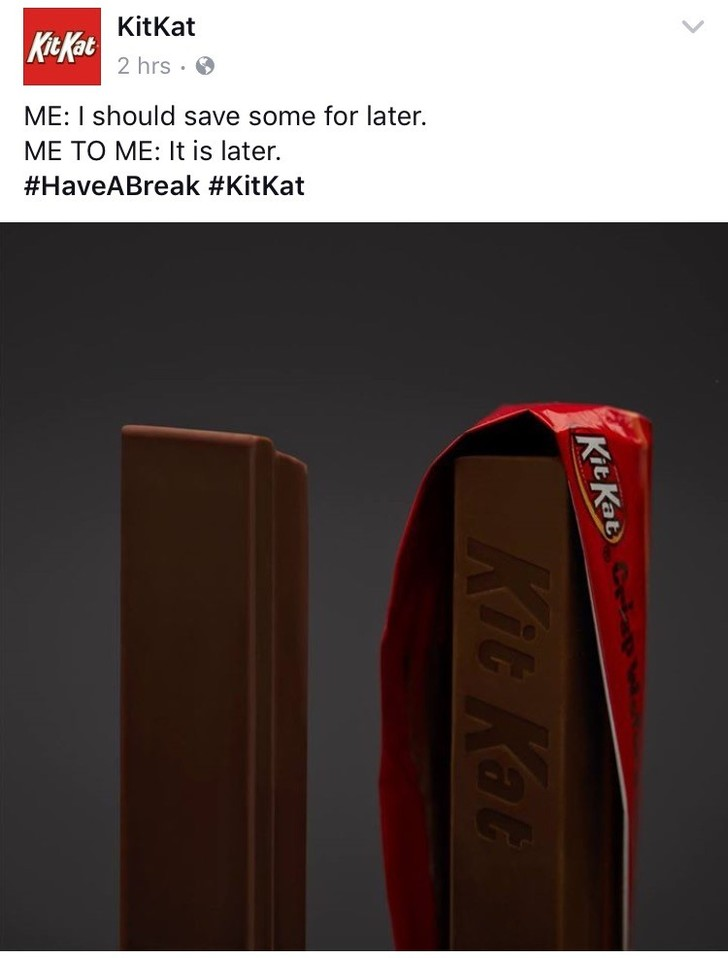 KitKat
KitKat
2 hrs
ME: I should save some for later.
ME TO ME: It is later.
#HaveABreak #KitKat
KitKat
Kit Kat